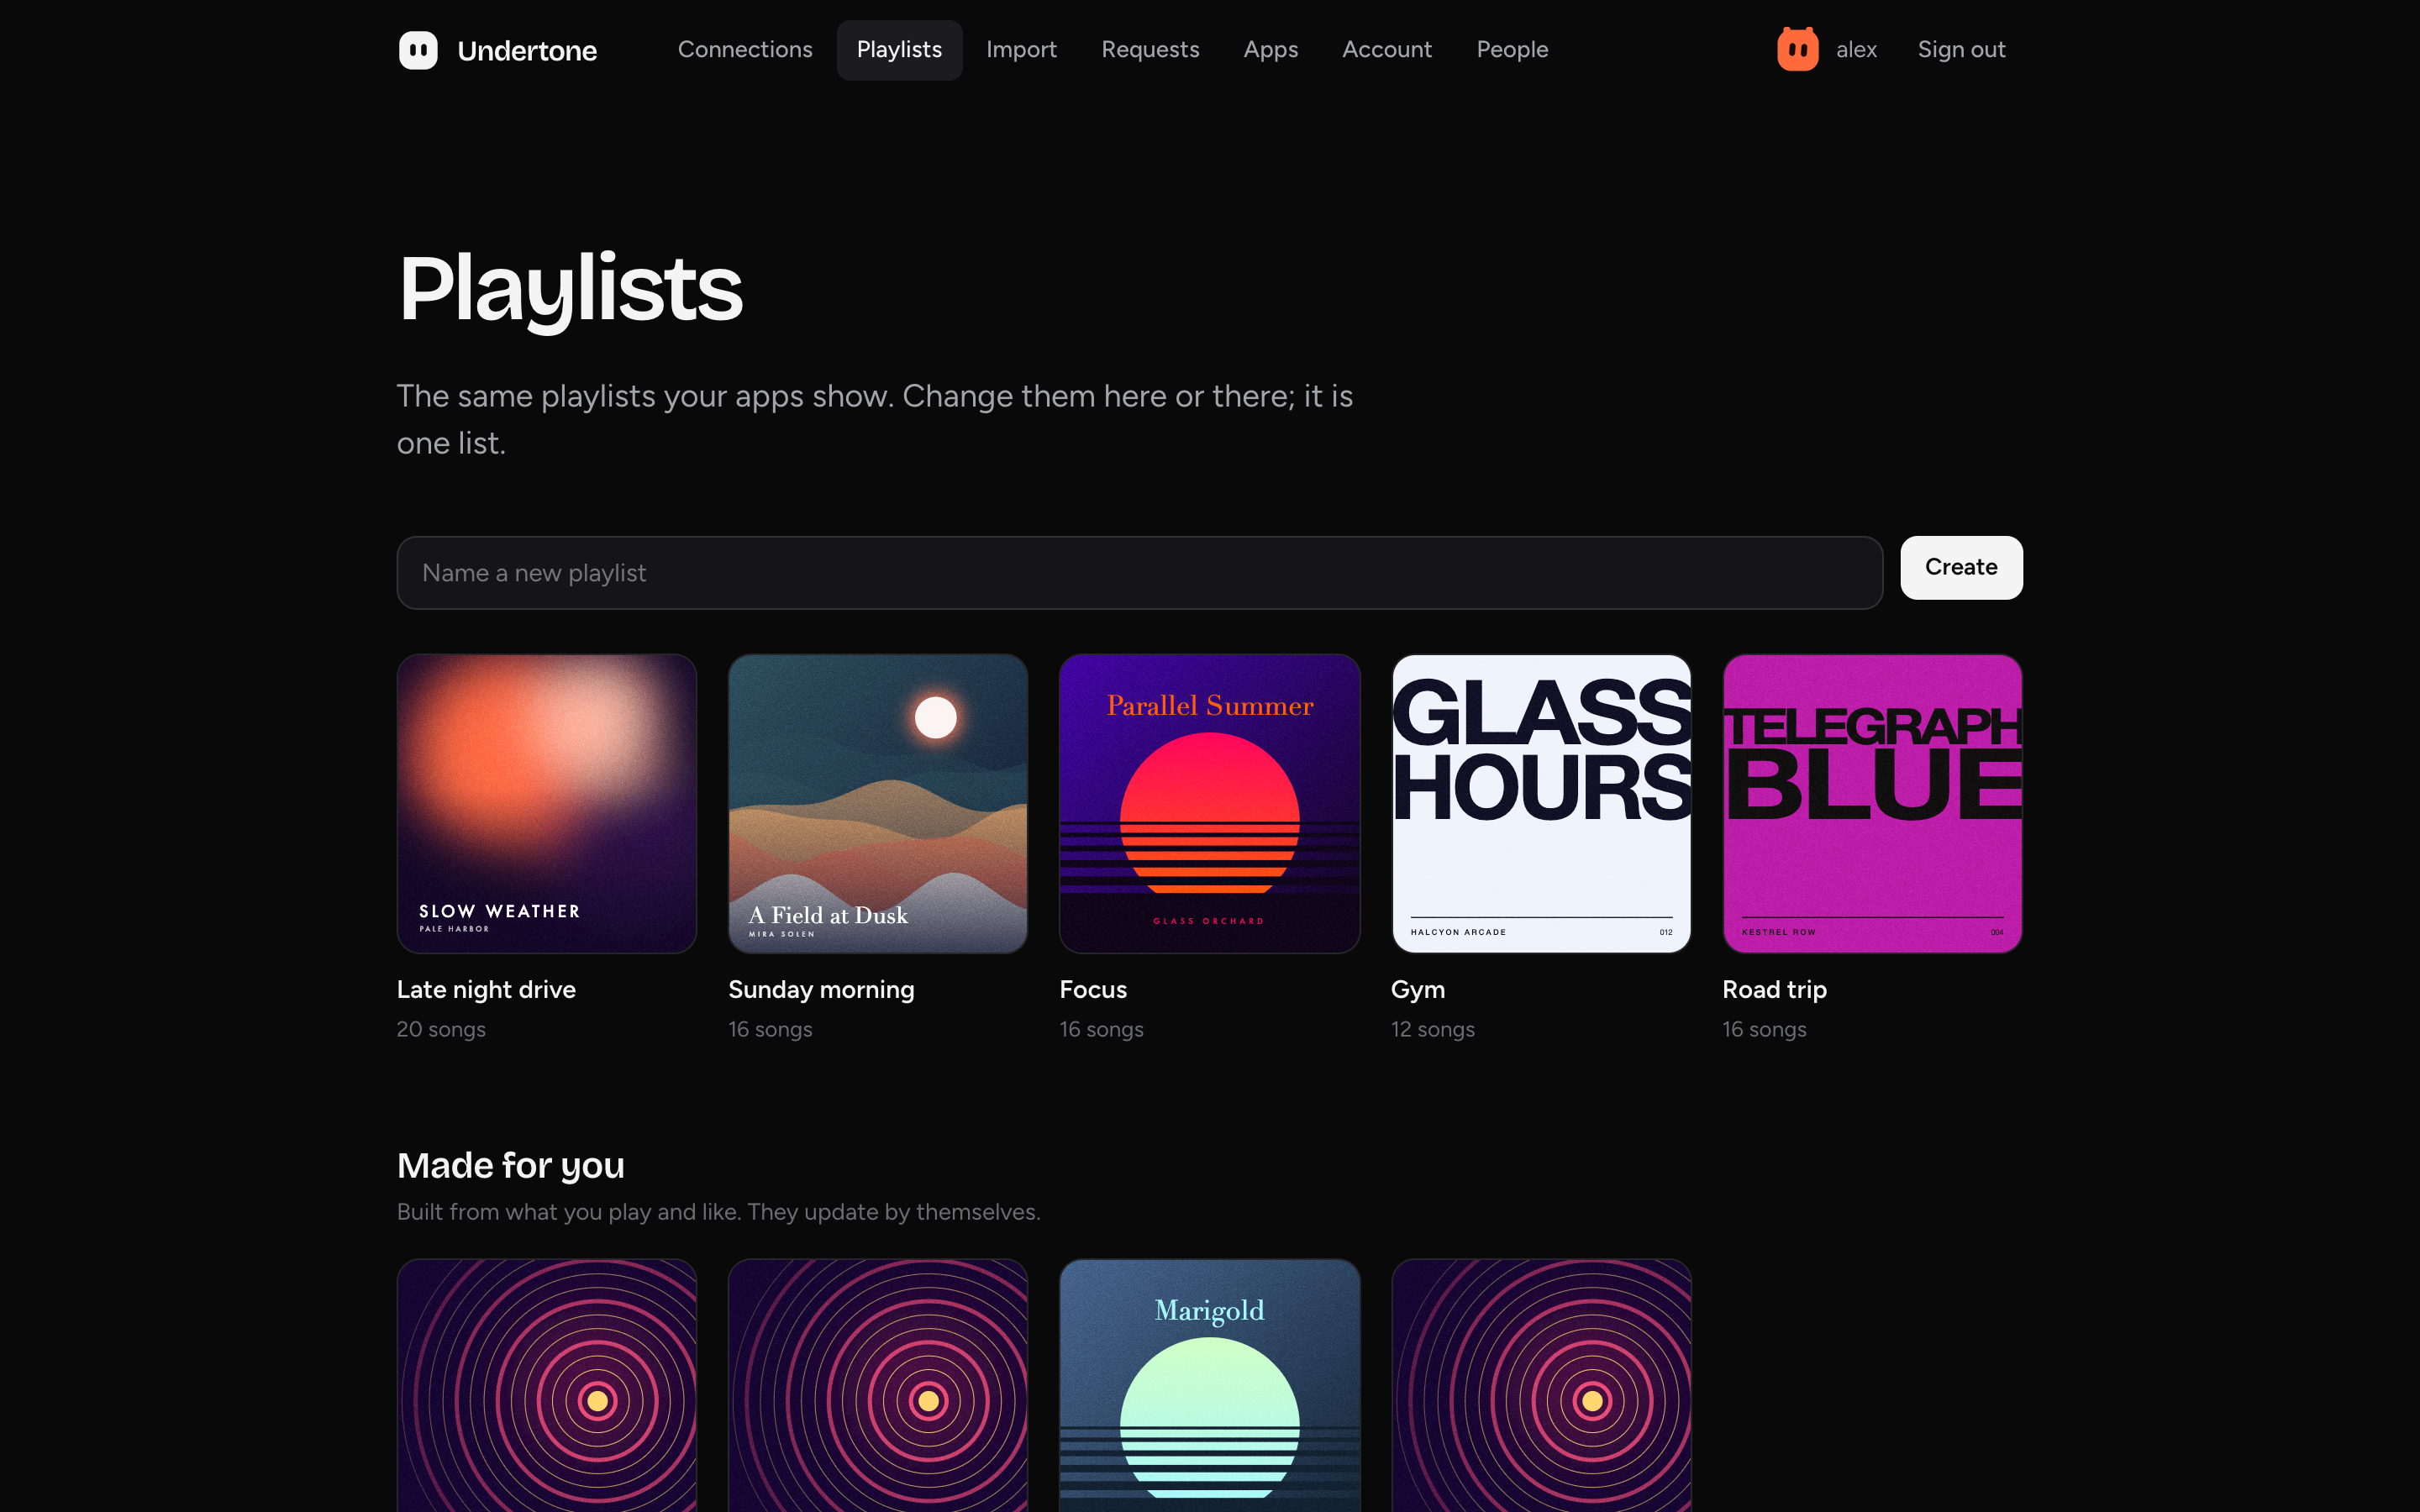 Undertone
Connections
Playlists
Import
Requests
Apps
Account
People
alex
Sign out
Playlists
The same playlists your apps show. Change them here or there; it is
one list.
Name a new playlist
Create
SLOW WEATHER
PALE HARBOR
A Field at Dusk
MIRA SOLEN
Parallel Summer
GLASS ORCHARD
GLASS
HOURS
HALCYON ARCADE
012
TELEGRAPH
BLUE
KESTREL ROW
004
Late night drive
20 songs
Sunday morning
16 songs
Focus
16 songs
Gym
12 songs
Road trip
16 songs
Made for you
Built from what you play and like. They update by themselves.
Marigold